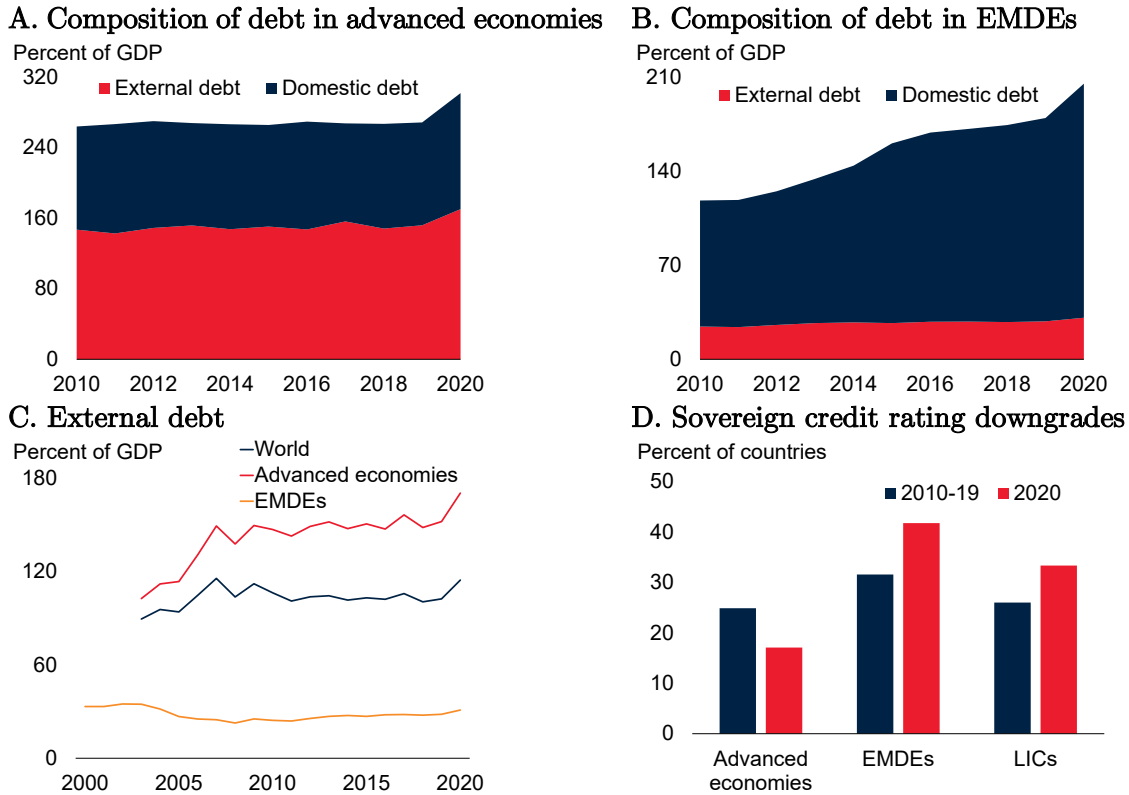 A. Composition of debt in advanced economies
Percent of GDP
320
External debt Domestic debt
240
160
80
0
2010 2012 2014 2016 2018 2020
B. Composition of debt in EMDEs
Percent of GDP
210
External debt Domestic debt
140
70
0
2010 2012 2014 2016 2018 2020
C. External debt
Percent of GDP
World
Advanced economies
EMDEs
180
120
60
0
2000 2005 2010 2015 2020
D. Sovereign credit rating downgrades
Percent of countries
50
2010-19 2020
40
30
20
10
0
Advanced economies EMDEs LICs